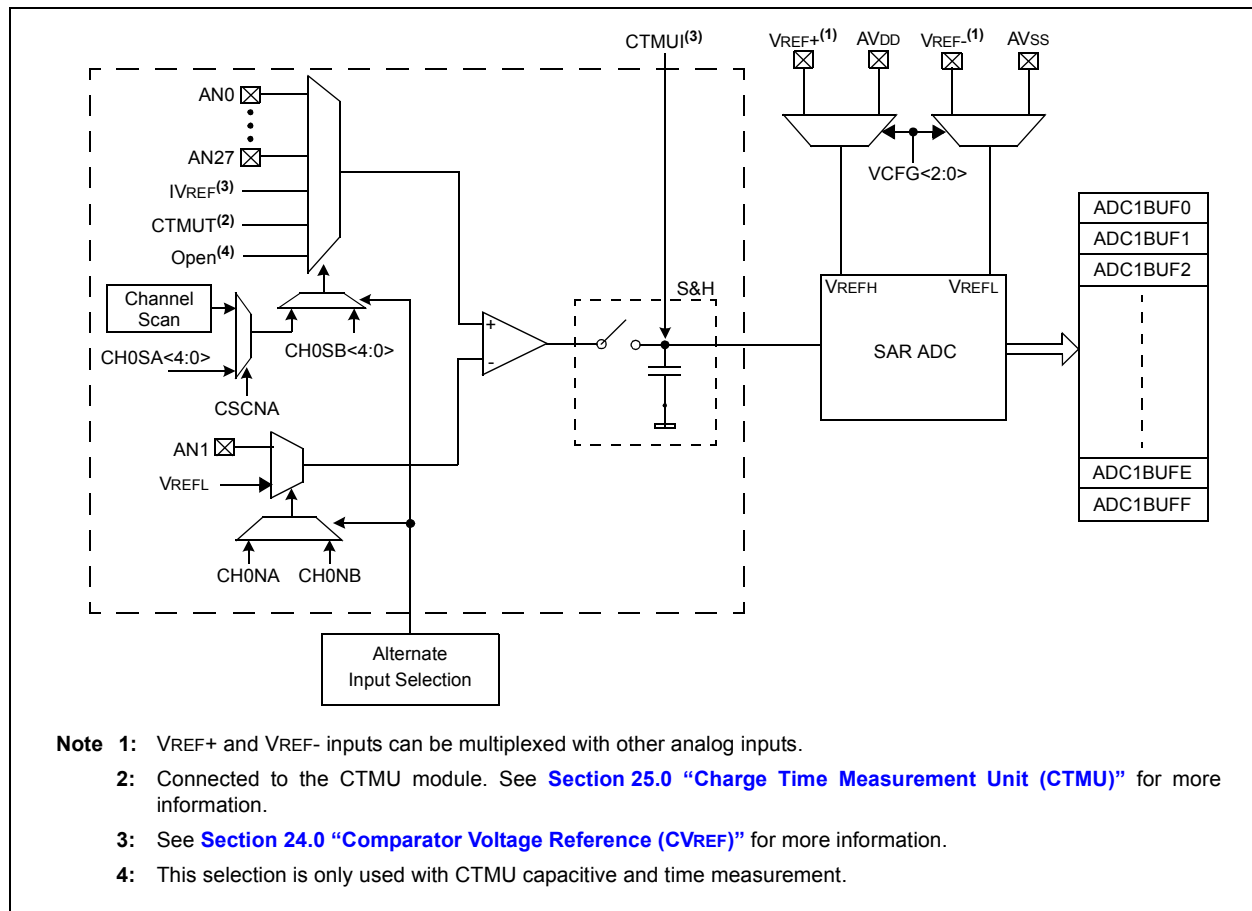 CTMUI(3)
VREF+(1)
AVDD
VREF-(1)
AVSS
AN0
AN27
IVREF(3)
CTMUT(2)
Open(4)
VCFG<2:0>
ADC1BUF0
ADC1BUF1
ADC1BUF2
Channel
Scan
CH0SA<4:0>
CH0SB<4:0>
CSCNA
+
-
S&H
VREFH
VREFL
SAR ADC
AN1
VREFL
CH0NA
CH0NB
ADC1BUFE
ADC1BUFF
Alternate
Input Selection
Note 1: VREF+ and VREF- inputs can be multiplexed with other analog inputs.
2: Connected to the CTMU module. See Section 25.0 “Charge Time Measurement Unit (CTMU)” for more
information.
3: See Section 24.0 “Comparator Voltage Reference (CVREF)” for more information.
4: This selection is only used with CTMU capacitive and time measurement.